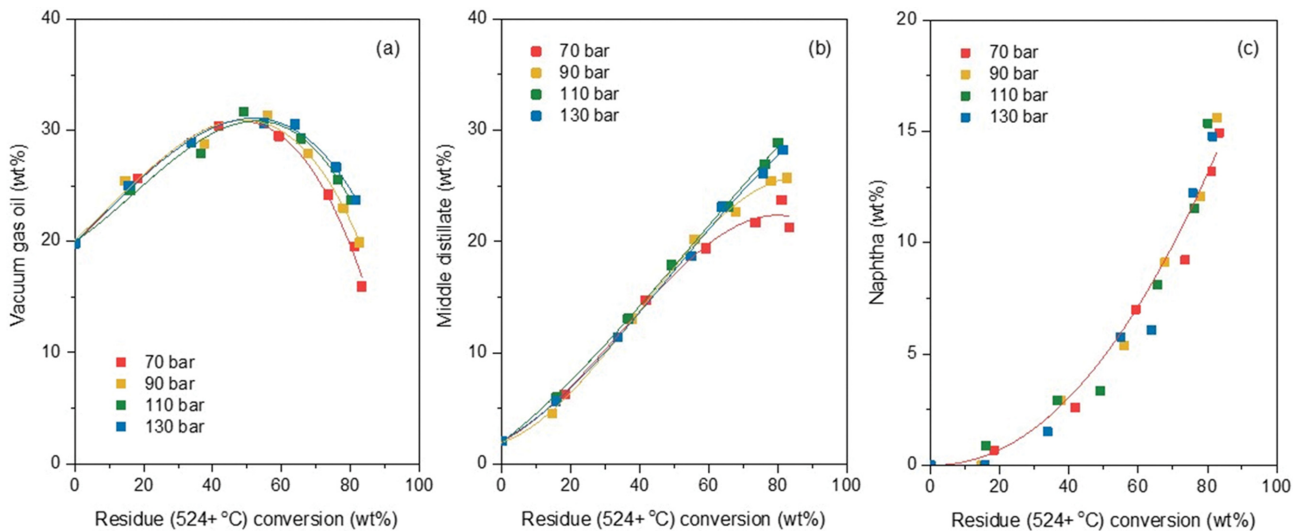 (a)
Vacuum gas oil (wt%)
40
30
20
10
0
70 bar
90 bar
110 bar
130 bar
0 20 40 60 80 100
Residue (524+ °C) conversion (wt%)
(b)
Middle distillate (wt%)
40
30
20
10
0
70 bar
90 bar
110 bar
130 bar
0 20 40 60 80 100
Residue (524+ °C) conversion (wt%)
(c)
Naphtha (wt%)
20
15
10
5
0
70 bar
90 bar
110 bar
130 bar
0 20 40 60 80 100
Residue (524+ °C) conversion (wt%)